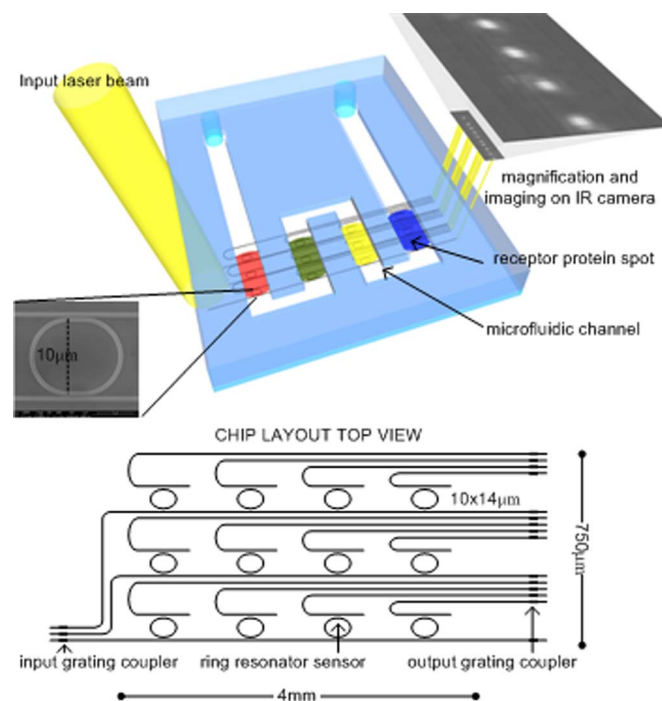 Input laser beam
magnification and
imaging on IR camera
receptor protein spot
microfluidic channel
10μm
CHIP LAYOUT TOP VIEW
10x14μm
750μm
input grating coupler
ring resonator sensor
output grating coupler
4mm